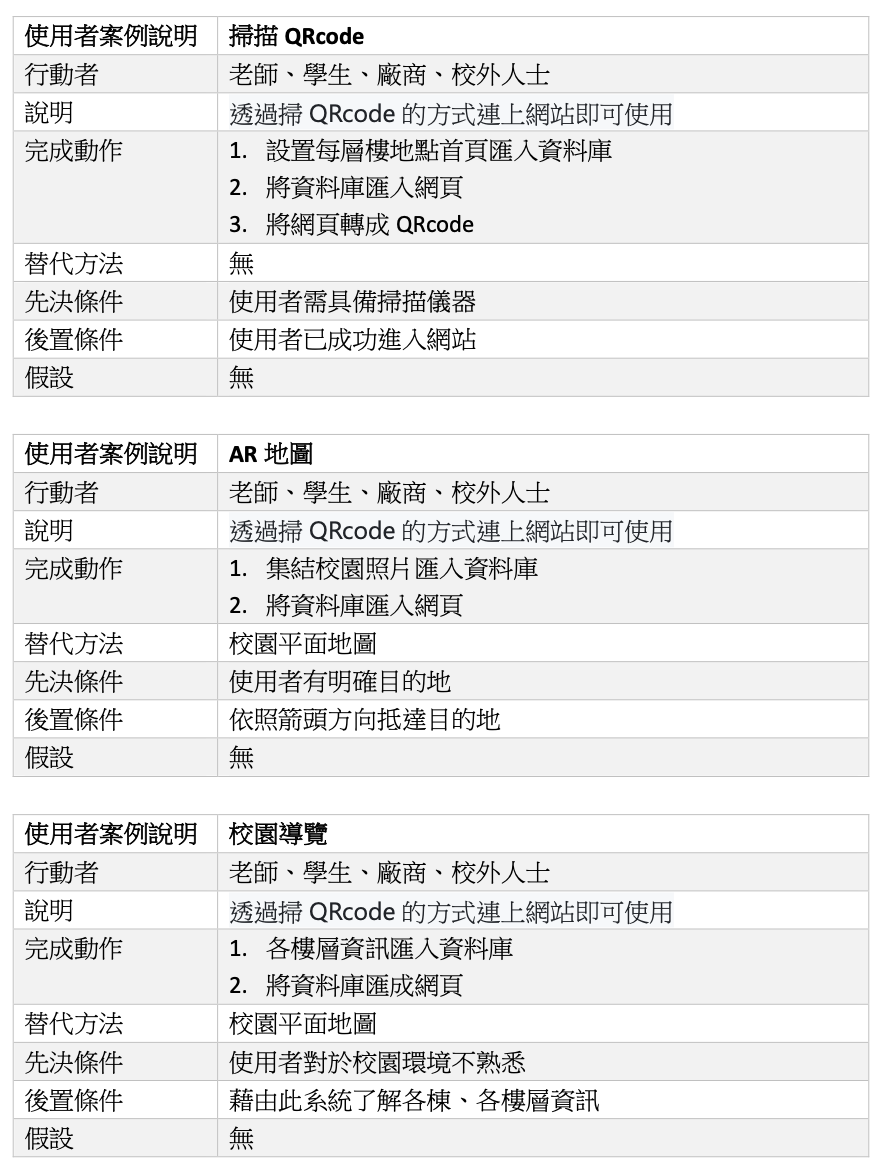 使用者案例說明 掃描 QRcode
行動者 老師、學生、廠商、校外人士
說明 透過掃 QRcode 的方式連上網站即可使用
完成動作 1. 設置每層樓地點首頁匯入資料庫
2. 將資料庫匯入網頁
3. 將網頁轉成 QRcode
替代方法 無
先決條件 使用者需具備掃描儀器
後置條件 使用者已成功進入網站
假設 無
使用者案例說明 AR 地圖
行動者 老師、學生、廠商、校外人士
說明 透過掃 QRcode 的方式連上網站即可使用
完成動作 1. 集結校園照片匯入資料庫
2. 將資料庫匯入網頁
替代方法 校園平面地圖
先決條件 使用者有明確目的地
後置條件 依照箭頭方向抵達目的地
假設 無
使用者案例說明 校園導覽
行動者 老師、學生、廠商、校外人士
說明 透過掃 QRcode 的方式連上網站即可使用
完成動作 1. 各樓層資訊匯入資料庫
2. 將資料庫匯成網頁
替代方法 校園平面地圖
先決條件 使用者對於校園環境不熟悉
後置條件 藉由此系統了解各棟、各樓層資訊
假設 無